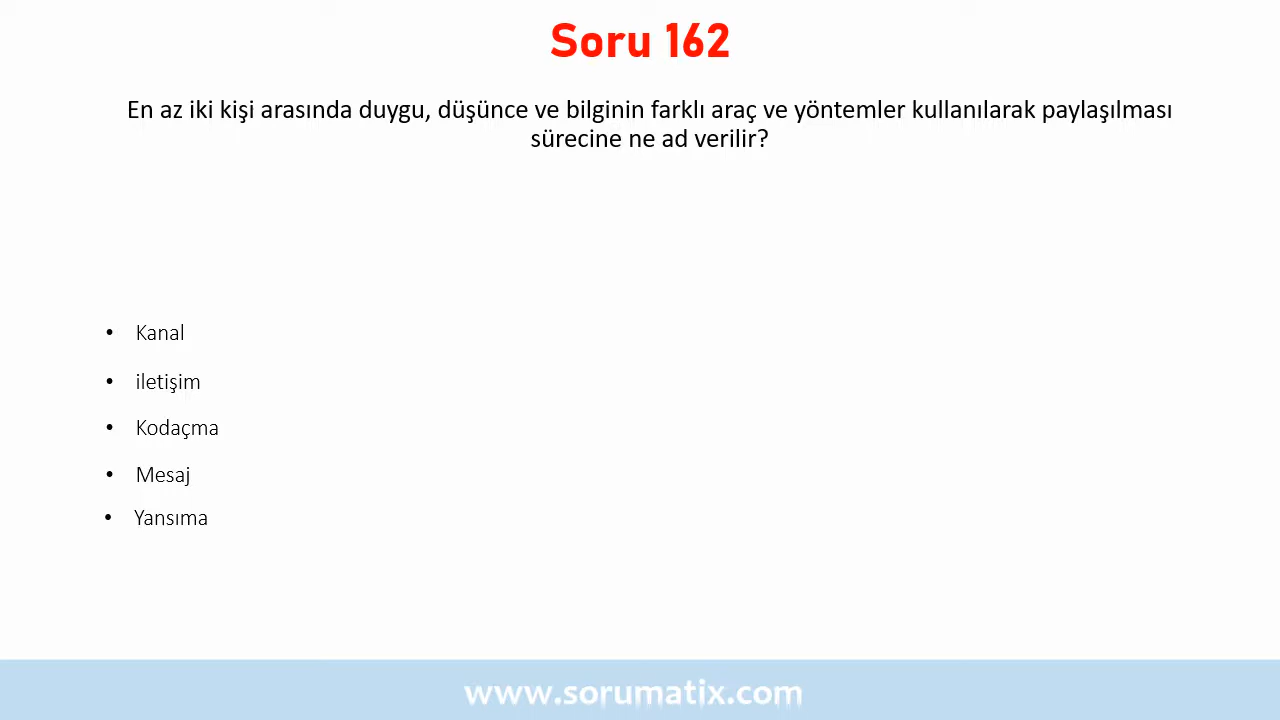 Soru 162
En az iki kişi arasında duygu, düşünce ve bilginin farklı araç ve yöntemler kullanılarak paylaşılması
sürecine ne ad verilir?
• Kanal
• iletişim
• Kodaçma
• Mesaj
• Yansıma
www.sorumatix.com